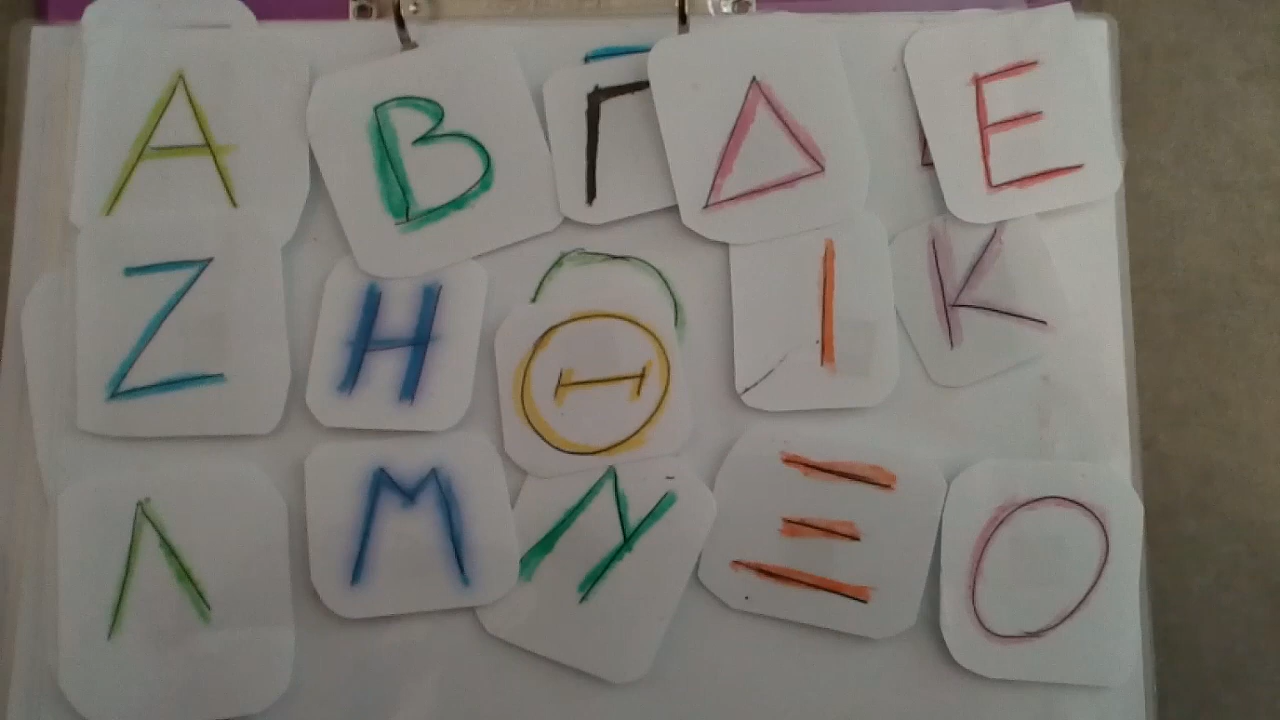 Α Β Γ Δ Ε
Ζ Η Θ Ι Κ
Λ Μ Ν Ξ Ο